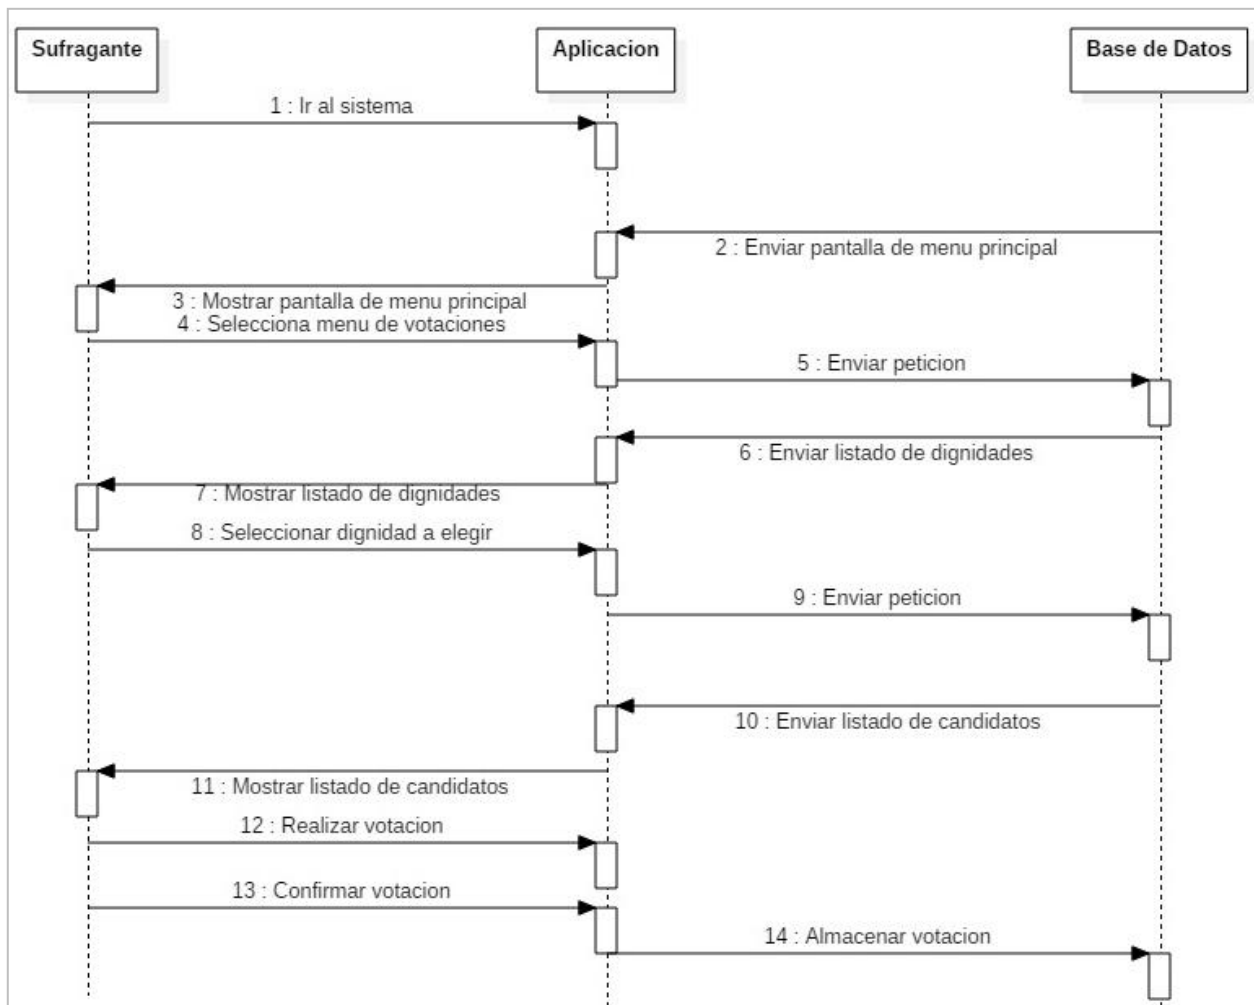 Sufragante
Aplicacion
Base de Datos
1 : Ir al sistema
2 : Enviar pantalla de menu principal
3 : Mostrar pantalla de menu principal
4 : Selecciona menu de votaciones
5 : Enviar peticion
6 : Enviar listado de dignidades
7 : Mostrar listado de dignidades
8 : Seleccionar dignidad a elegir
9 : Enviar peticion
10 : Enviar listado de candidatos
11 : Mostrar listado de candidatos
12 : Realizar votacion
13 : Confirmar votacion
14 : Almacenar votacion